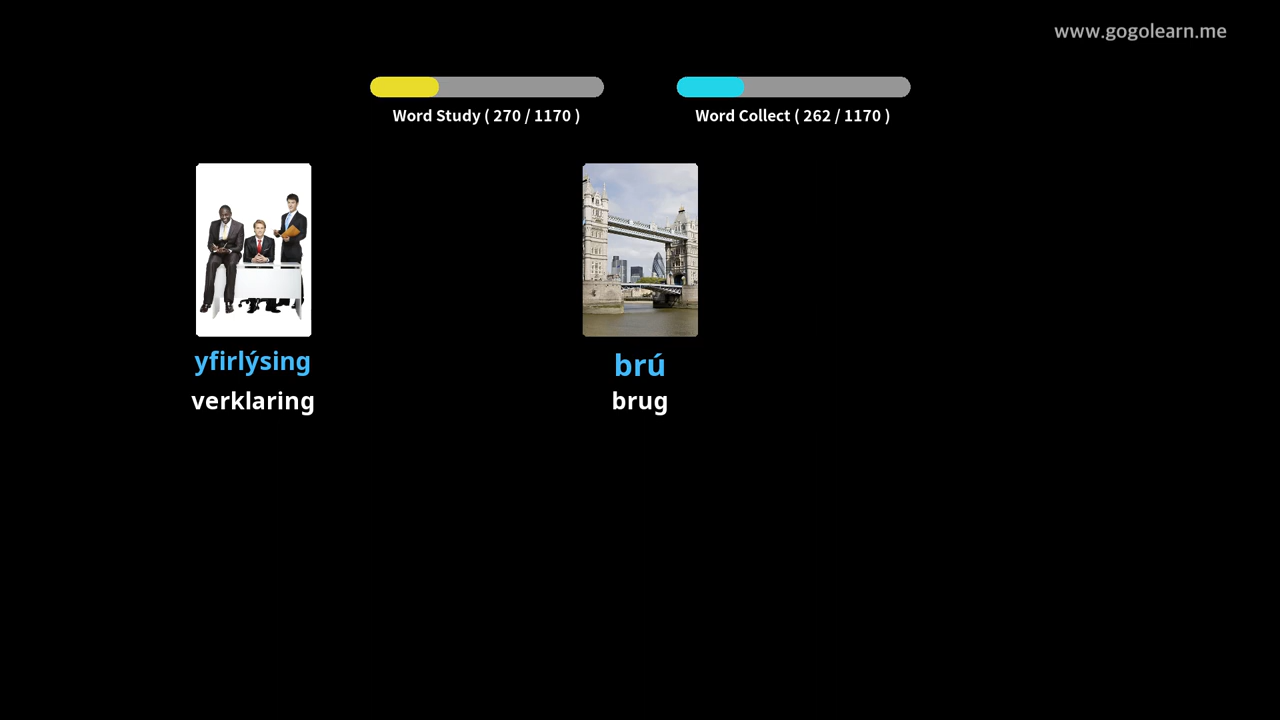 www.gogolearn.me
Word Study ( 270 / 1170 )
Word Collect ( 262 / 1170 )
yfirlýsing
verklaring
brú
brug